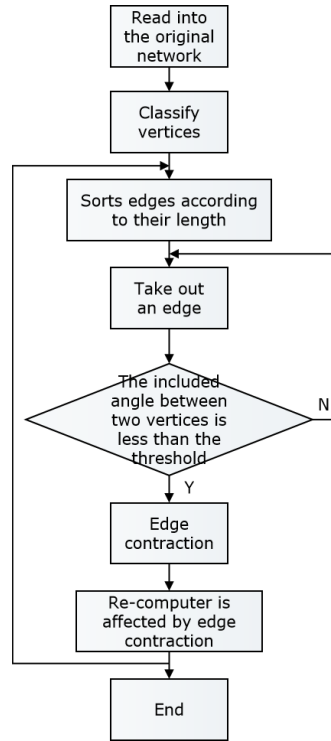 Read into
the original
network
Classify
vertices
Sorts edges according
to their length
Take out
an edge
The included
angle between
two vertices is
less than the
threshold
N
Y
Edge
contraction
Re-computer is
affected by edge
contraction
End